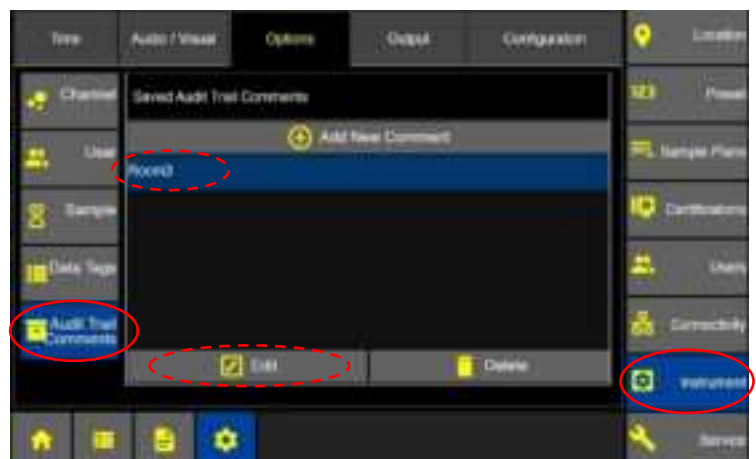 Time
Audio / Visual
Options
Output
Configuration
Location
Channel
Saved Audit Trail Comments
123
Preset
Add New Comment
User
Room3
Sample Plans
Sample
Certifications
Data Tags
Users
Audit Trail
Comments
Connectivity
Edit
Delete
Instrument
Service